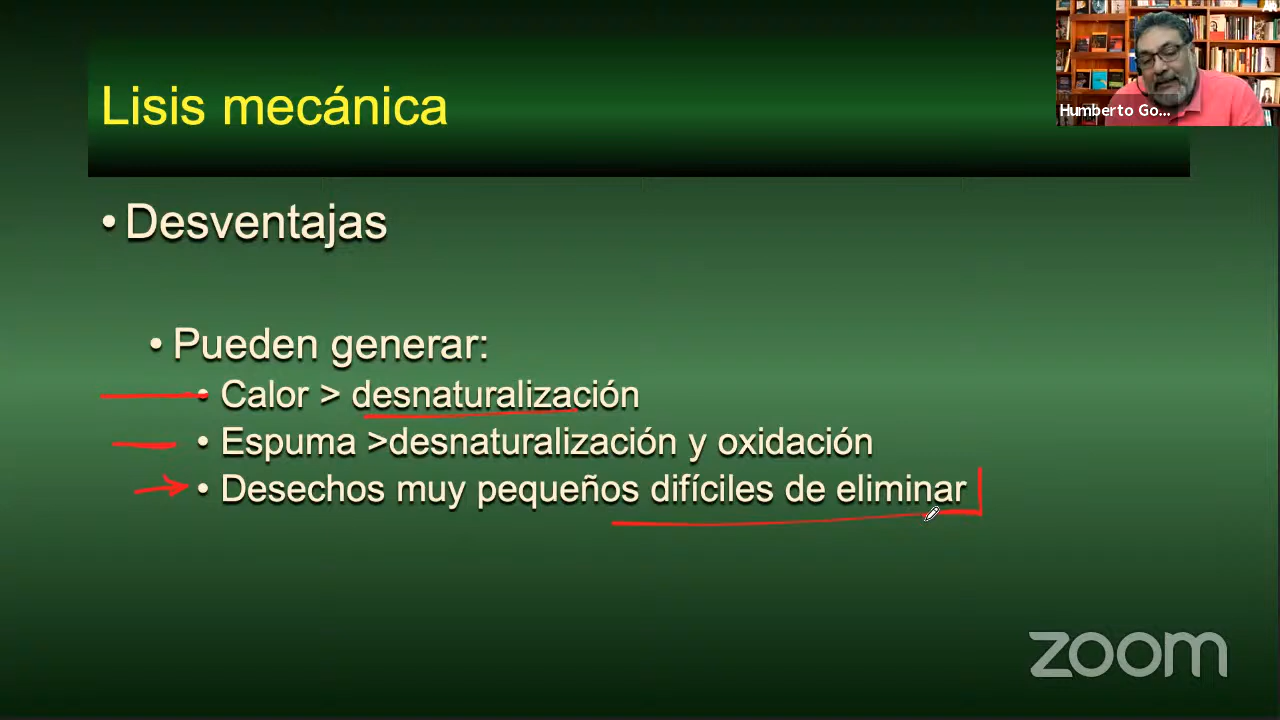 Lisis mecánica
Humberto Go...
• Desventajas
• Pueden generar:
• Calor > desnaturalización
• Espuma >desnaturalización y oxidación
• Desechos muy pequeños difíciles de eliminar
zoom